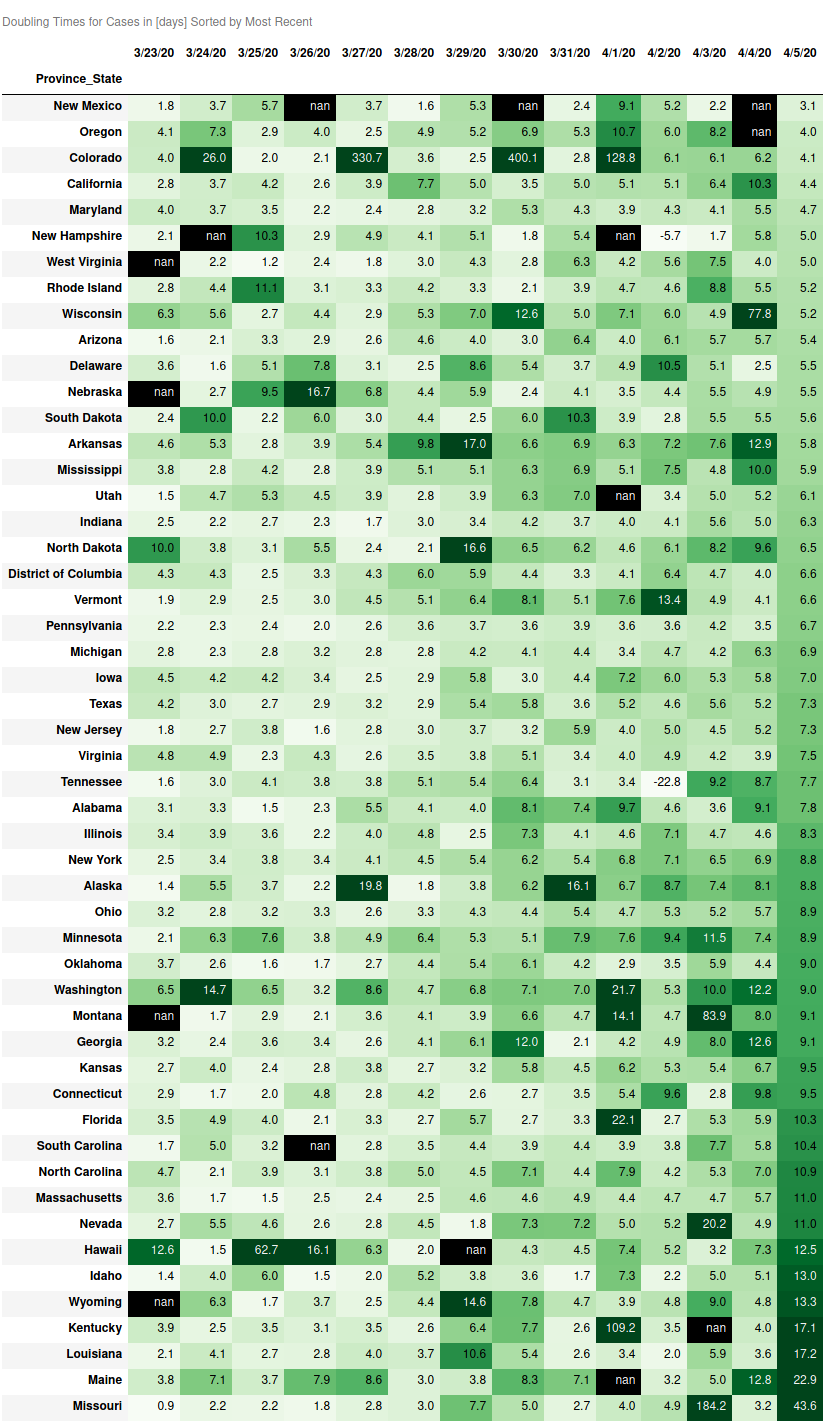 Doubling Times for Cases in [days] Sorted by Most Recent
3/23/20 3/24/20 3/25/20 3/26/20 3/27/20 3/28/20 3/29/20 3/30/20 3/31/20 4/1/20 4/2/20 4/3/20 4/4/20 4/5/20
Province_State
New Mexico 1.8 3.7 5.7 nan 3.7 1.6 5.3 nan 2.4 9.1 5.2 2.2 nan 3.1
Oregon 4.1 7.3 2.9 4.0 2.5 4.9 5.2 6.9 5.3 10.7 6.0 8.2 nan 4.0
Colorado 4.0 26.0 2.0 2.1 330.7 3.6 2.5 400.1 2.8 128.8 6.1 6.1 6.2 4.1
California 2.8 3.7 4.2 2.6 3.9 7.7 5.0 3.5 5.0 5.1 5.1 6.4 10.3 4.4
Maryland 4.0 3.7 3.5 2.2 2.4 2.8 3.2 5.3 4.3 3.9 4.3 4.1 5.5 4.7
New Hampshire 2.1 nan 10.3 2.9 4.9 4.1 5.1 1.8 5.4 nan -5.7 1.7 5.8 5.0
West Virginia nan 2.2 1.2 2.4 1.8 3.0 4.3 2.8 6.3 4.2 5.6 7.5 4.0 5.0
Rhode Island 2.8 4.4 11.1 3.1 3.3 4.2 3.3 2.1 3.9 4.7 4.6 8.8 5.5 5.2
Wisconsin 6.3 5.6 2.7 4.4 2.9 5.3 7.0 12.6 5.0 7.1 6.0 4.9 77.8 5.2
Arizona 1.6 2.1 3.3 2.9 2.6 4.6 4.0 3.0 6.4 4.0 6.1 5.7 5.7 5.4
Delaware 3.6 1.6 5.1 7.8 3.1 2.5 8.6 5.4 3.7 4.9 10.5 5.1 2.5 5.5
Nebraska nan 2.7 9.5 16.7 6.8 4.4 5.9 2.4 4.1 3.5 4.4 5.5 4.9 5.5
South Dakota 2.4 10.0 2.2 6.0 3.0 4.4 2.5 6.0 10.3 3.9 2.8 5.5 5.5 5.6
Arkansas 4.6 5.3 2.8 3.9 5.4 9.8 17.0 6.6 6.9 6.3 7.2 7.6 12.9 5.8
Mississippi 3.8 2.8 4.2 2.8 3.9 5.1 5.1 6.3 6.9 5.1 7.5 4.8 10.0 5.9
Utah 1.5 4.7 5.3 4.5 3.9 2.8 3.9 6.3 7.0 nan 3.4 5.0 5.2 6.1
Indiana 2.5 2.2 2.7 2.3 1.7 3.0 3.4 4.2 3.7 4.0 4.1 5.6 5.0 6.3
North Dakota 10.0 3.8 3.1 5.5 2.4 2.1 16.6 6.5 6.2 4.6 6.1 8.2 9.6 6.5
District of Columbia 4.3 4.3 2.5 3.3 4.3 6.0 5.9 4.4 3.3 4.1 6.4 4.7 4.0 6.6
Vermont 1.9 2.9 2.5 3.0 4.5 5.1 6.4 8.1 5.1 7.6 13.4 4.9 4.1 6.6
Pennsylvania 2.2 2.3 2.4 2.0 2.6 3.6 3.7 3.6 3.9 3.6 3.6 4.2 3.5 6.7
Michigan 2.8 2.3 2.8 3.2 2.8 2.8 4.2 4.1 4.4 3.4 4.7 4.2 6.3 6.9
Iowa 4.5 4.2 4.2 3.4 2.5 2.9 5.8 3.0 4.4 7.2 6.0 5.3 5.8 7.0
Texas 4.2 3.0 2.7 2.9 3.2 2.9 5.4 5.8 3.6 5.2 4.6 5.6 5.2 7.3
New Jersey 1.8 2.7 3.8 1.6 2.8 3.0 3.7 3.2 5.9 4.0 5.0 4.5 5.2 7.3
Virginia 4.8 4.9 2.3 4.3 2.6 3.5 3.8 5.1 3.4 4.0 4.9 4.2 3.9 7.5
Tennessee 1.6 3.0 4.1 3.8 3.8 5.1 5.4 6.4 3.1 3.4 -22.8 9.2 8.7 7.7
Alabama 3.1 3.3 1.5 2.3 5.5 4.1 4.0 8.1 7.4 9.7 4.6 3.6 9.1 7.8
Illinois 3.4 3.9 3.6 2.2 4.0 4.8 2.5 7.3 4.1 4.6 7.1 4.7 4.6 8.3
New York 2.5 3.4 3.8 3.4 4.1 4.5 5.4 6.2 5.4 6.8 7.1 6.5 6.9 8.8
Alaska 1.4 5.5 3.7 2.2 19.8 1.8 3.8 6.2 16.1 6.7 8.7 7.4 8.1 8.8
Ohio 3.2 2.8 3.2 3.3 2.6 3.3 4.3 4.4 5.4 4.7 5.3 5.2 5.7 8.9
Minnesota 2.1 6.3 7.6 3.8 4.9 6.4 5.3 5.1 7.9 7.6 9.4 11.5 7.4 8.9
Oklahoma 3.7 2.6 1.6 1.7 2.7 4.4 5.4 6.1 4.2 2.9 3.5 5.9 4.4 9.0
Washington 6.5 14.7 6.5 3.2 8.6 4.7 6.8 7.1 7.0 21.7 5.3 10.0 12.2 9.0
Montana nan 1.7 2.9 2.1 3.6 4.1 3.9 6.6 4.7 14.1 4.7 83.9 8.0 9.1
Georgia 3.2 2.4 3.6 3.4 2.6 4.1 6.1 12.0 2.1 4.2 4.9 8.0 12.6 9.1
Kansas 2.7 4.0 2.4 2.8 3.8 2.7 3.2 5.8 4.5 6.2 5.3 5.4 6.7 9.5
Connecticut 2.9 1.7 2.0 4.8 2.8 4.2 2.6 2.7 3.5 5.4 9.6 2.8 9.8 9.5
Florida 3.5 4.9 4.0 2.1 3.3 2.7 5.7 2.7 3.3 22.1 2.7 5.3 5.9 10.3
South Carolina 1.7 5.0 3.2 nan 2.8 3.5 4.4 3.9 4.4 3.9 3.8 7.7 5.8 10.4
North Carolina 4.7 2.1 3.9 3.1 3.8 5.0 4.5 7.1 4.4 7.9 4.2 5.3 7.0 10.9
Massachusetts 3.6 1.7 1.5 2.5 2.4 2.5 4.6 4.6 4.9 4.4 4.7 4.7 5.7 11.0
Nevada 2.7 5.5 4.6 2.6 2.8 4.5 1.8 7.3 7.2 5.0 5.2 20.2 4.9 11.0
Hawaii 12.6 1.5 62.7 16.1 6.3 2.0 nan 4.3 4.5 7.4 5.2 3.2 7.3 12.5
Idaho 1.4 4.0 6.0 1.5 2.0 5.2 3.8 3.6 1.7 7.3 2.2 5.0 5.1 13.0
Wyoming nan 6.3 1.7 3.7 2.5 4.4 14.6 7.8 4.7 3.9 4.8 9.0 4.8 13.3
Kentucky 3.9 2.5 3.5 3.1 3.5 2.6 6.4 7.7 2.6 109.2 3.5 nan 4.0 17.1
Louisiana 2.1 4.1 2.7 2.8 4.0 3.7 10.6 5.4 2.6 3.4 2.0 5.9 3.6 17.2
Maine 3.8 7.1 3.7 7.9 8.6 3.0 3.8 8.3 7.1 nan 3.2 5.0 12.8 22.9
Missouri 0.9 2.2 2.2 1.8 2.8 3.0 7.7 5.0 2.7 4.0 4.9 184.2 3.2 43.6